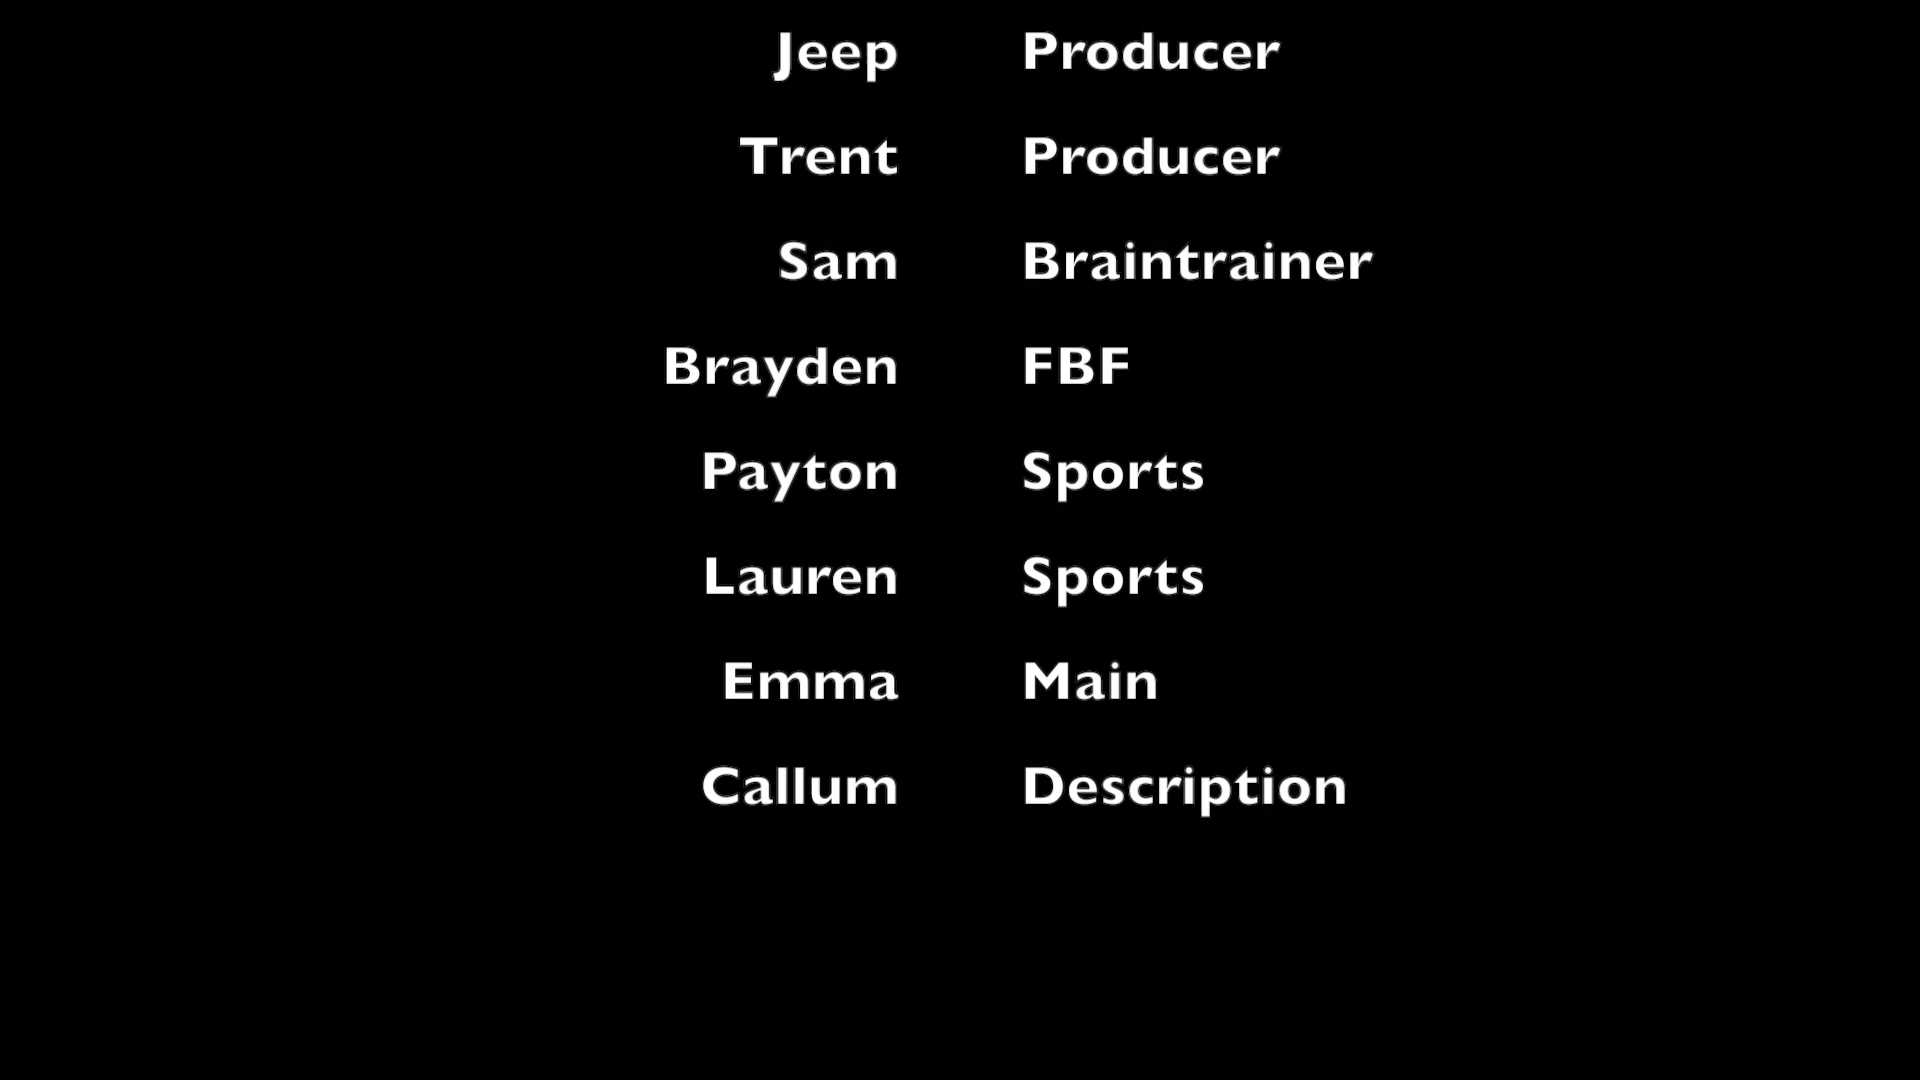 Jeep Producer
Trent Producer
Sam Braintrainer
Brayden FBF
Payton Sports
Lauren Sports
Emma Main
Callum Description